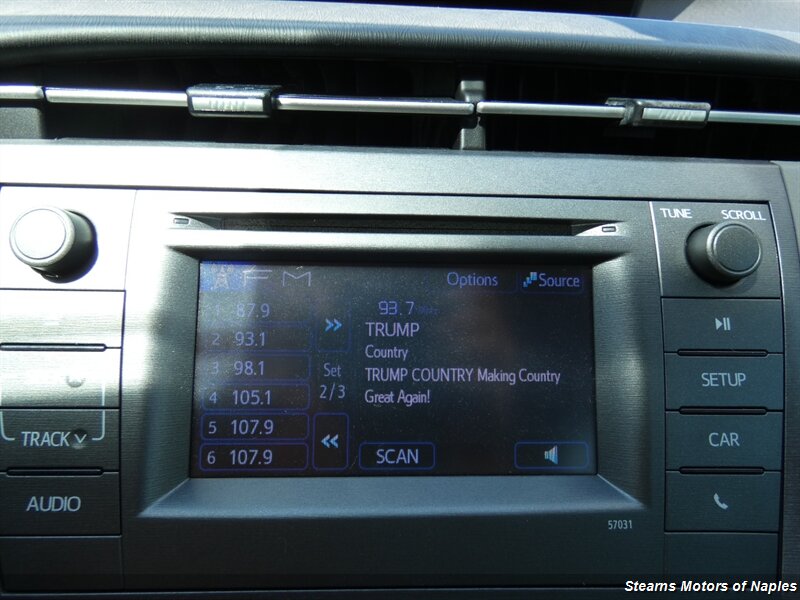 TUNE SCROLL
FM Options Source
1 87.9
2 93.1
3 98.1
4 105.1
5 107.9
6 107.9
Set
2/3
93.7 MHz
TRUMP
Country
TRUMP COUNTRY Making Country
Great Again!
SCAN
TRACK
AUDIO
SETUP
CAR
57031
Stearns Motors of Naples